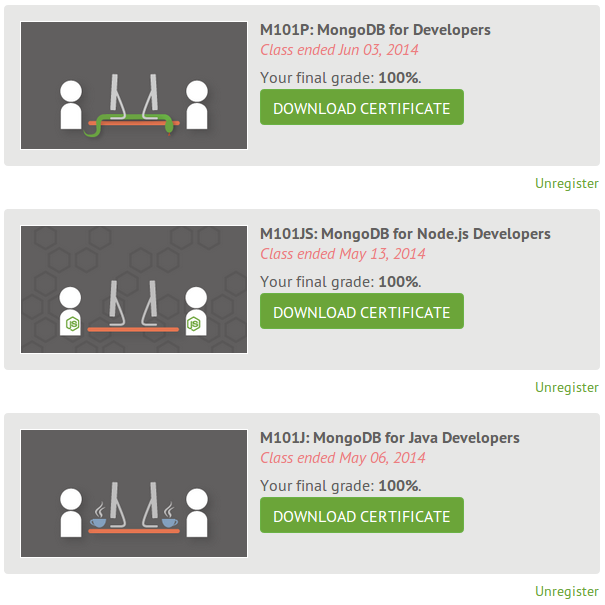 M101P: MongoDB for Developers
Class ended Jun 03, 2014
Your final grade: 100%.
DOWNLOAD CERTIFICATE
Unregister
M101JS: MongoDB for Node.js Developers
Class ended May 13, 2014
Your final grade: 100%.
DOWNLOAD CERTIFICATE
JS JS
Unregister
M101J: MongoDB for Java Developers
Class ended May 06, 2014
Your final grade: 100%.
DOWNLOAD CERTIFICATE
Unregister